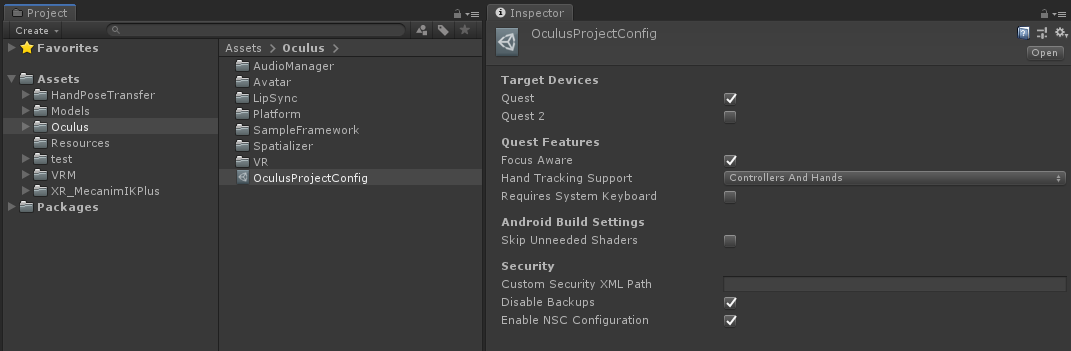 Project
Create
Favorites
Assets
HandPoseTransfer
Models
Oculus
Resources
test
VRM
XR_MecanimIKPlus
Packages
Assets > Oculus >
AudioManager
Avatar
LipSync
Platform
SampleFramework
Spatializer
VR
OculusProjectConfig
Inspector
OculusProjectConfig
Open
Target Devices
Quest
Quest 2
Quest Features
Focus Aware
Hand Tracking Support Controllers And Hands
Requires System Keyboard
Android Build Settings
Skip Unneeded Shaders
Security
Custom Security XML Path
Disable Backups
Enable NSC Configuration